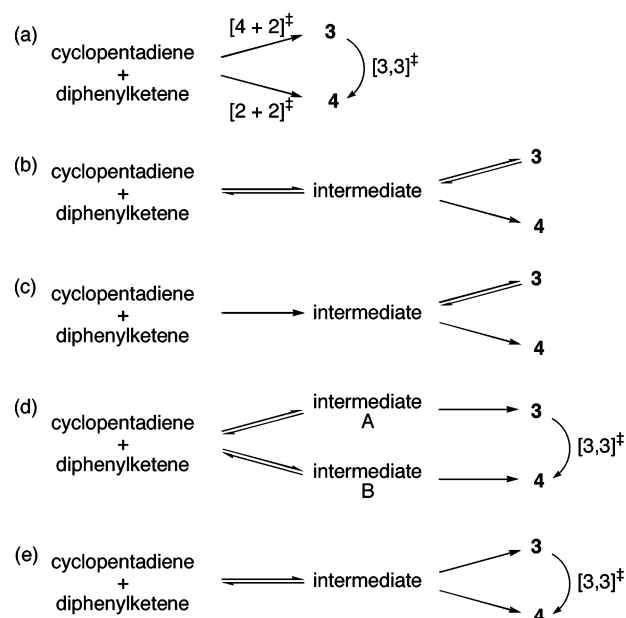 (a)
[4 + 2]‡
3
cyclopentadiene
+
diphenylketene
[3,3]‡
[2 + 2]‡
4
(b)
cyclopentadiene
+
diphenylketene
intermediate
3
4
(c)
cyclopentadiene
+
diphenylketene
intermediate
3
4
(d)
cyclopentadiene
+
diphenylketene
intermediate
A
3
[3,3]‡
intermediate
B
4
(e)
cyclopentadiene
+
diphenylketene
intermediate
3
[3,3]‡
4